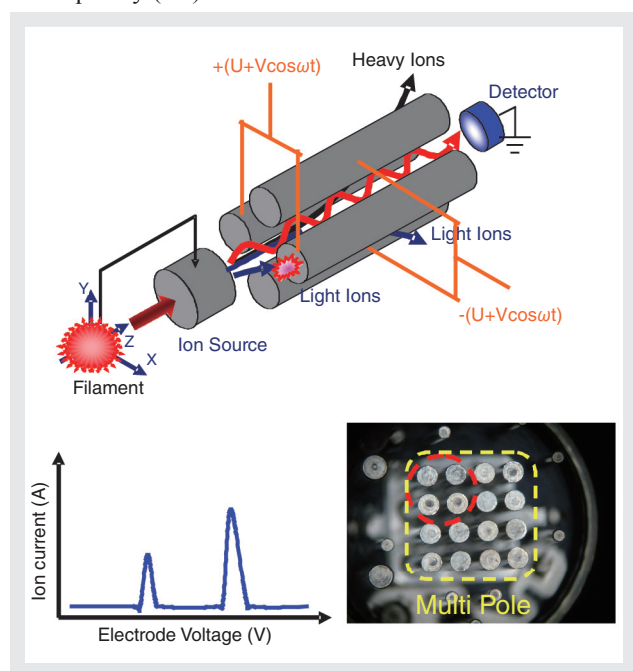 +(U+Vcosωt)
Heavy Ions
Detector
Light Ions
Light Ions
-(U+Vcosωt)
Y
Z
X
Ion Source
Filament
Ion current (A)
Electrode Voltage (V)
Multi Pole